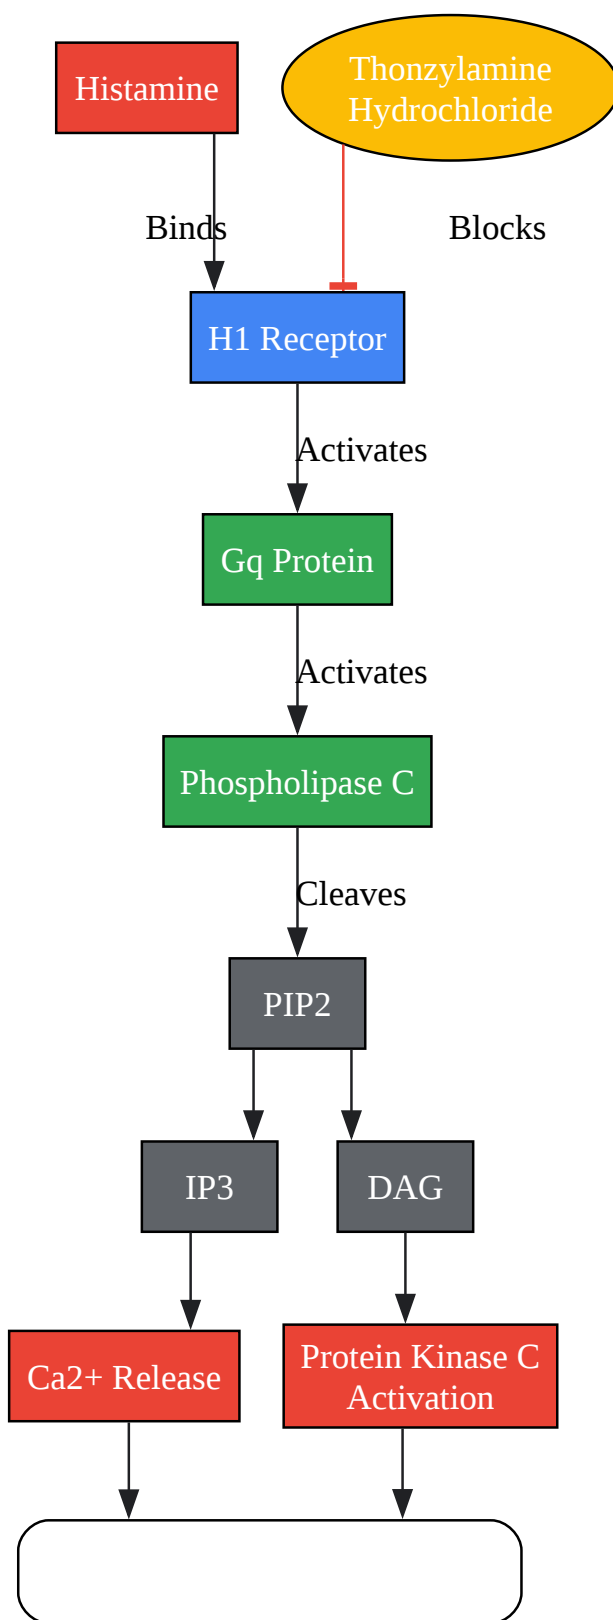 Histamine
Thonzylamine
Hydrochloride
Binds
Blocks
H1 Receptor
Activates
Gq Protein
Activates
Phospholipase C
Cleaves
PIP2
IP3
DAG
Ca2+ Release
Protein Kinase C
Activation